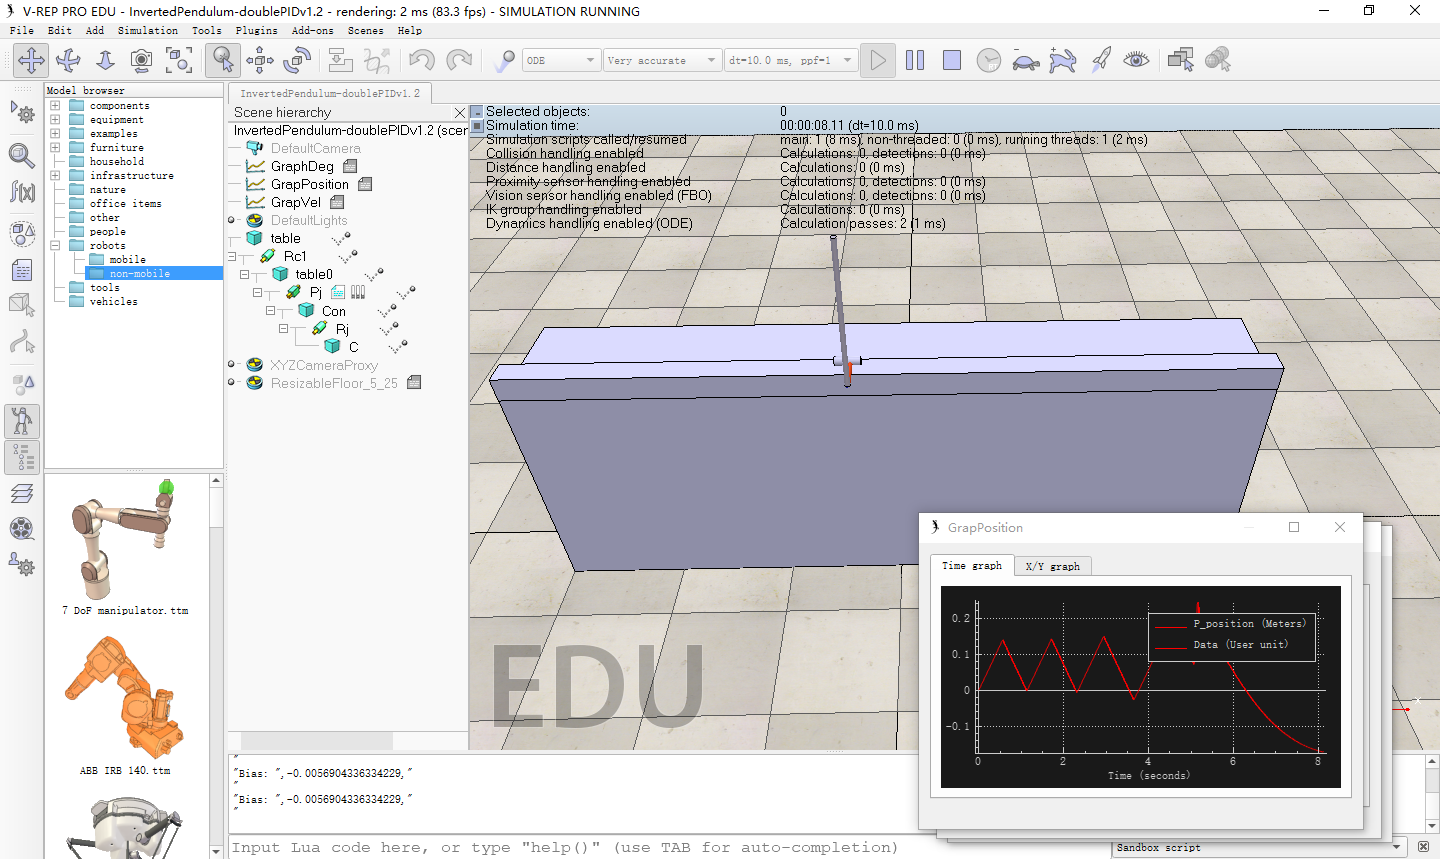 V-REP PRO EDU - InvertedPendulum-doublePIDv1.2 - rendering: 2 ms (83.3 fps) - SIMULATION RUNNING
File Edit Add Simulation Tools Plugins Add-ons Scenes Help
ODE
Very accurate
dt=10.0 ms, ppf=1
Model browser
components
equipment
examples
furniture
household
infrastructure
nature
office items
other
people
robots
mobile
non-mobile
tools
vehicles
7 DoF manipulator.ttm
ABB IRB 140.ttm
InvertedPendulum-doublePIDv1.2
Scene hierarchy
InvertedPendulum-doublePIDv1.2 (scer
DefaultCamera
GraphDeg
GrapPosition
GrapVel
DefaultLights
table
Rc1
table0
Pj
Con
Rj
C
XYZCameraProxy
ResizableFloor_5_25
Selected objects: 0
Simulation time: 00:00:08.11 (dt=10.0 ms)
Simulation scripts called/resumed main: 1 (8 ms), non-threaded: 0 (0 ms), running threads: 1 (2 ms)
Collision handling enabled Calculations: 0, detections: 0 (0 ms)
Distance handling enabled Calculations: 0 (0 ms)
Proximity sensor handling enabled Calculations: 0, detections: 0 (0 ms)
Vision sensor handling enabled (FBO) Calculations: 0, detections: 0 (0 ms)
IK group handling enabled Calculations: 0 (0 ms)
Dynamics handling enabled (ODE) Calculation passes: 2 (1 ms)
EDU
x
GrapPosition
Time graph X/Y graph
P_position (Meters)
Data (User unit)
0.2
0.1
0
-0.1
0 2 4 6 8
Time (seconds)
"
"Bias: ",-0.0056904336334229,"
"
"Bias: ",-0.0056904336334229,"
"
Input Lua code here, or type "help()" (use TAB for auto-completion)
Sandbox script